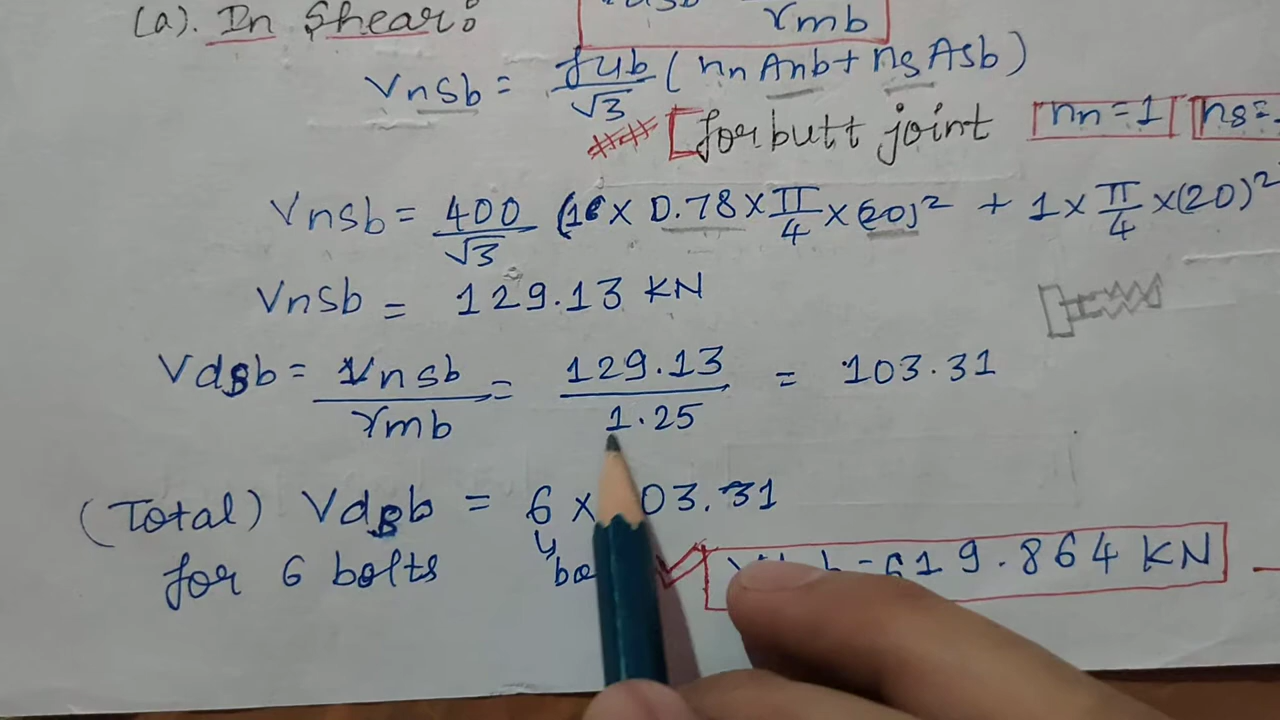 (a). In Shear:
γmb
Vnsb = fub/√3 (nn Anb + ns Asb)
[for butt joint nn = 1 ns =
Vnsb = 400/√3 (1 × 0.78 × π/4 × (20)² + 1 × π/4 × (20)²
Vnsb = 129.13 KN
Vdsb = Vnsb/γmb = 129.13/1.25 = 103.31
(Total) Vdsb = 6 × 03.31
for 6 bolts = 619.864 KN